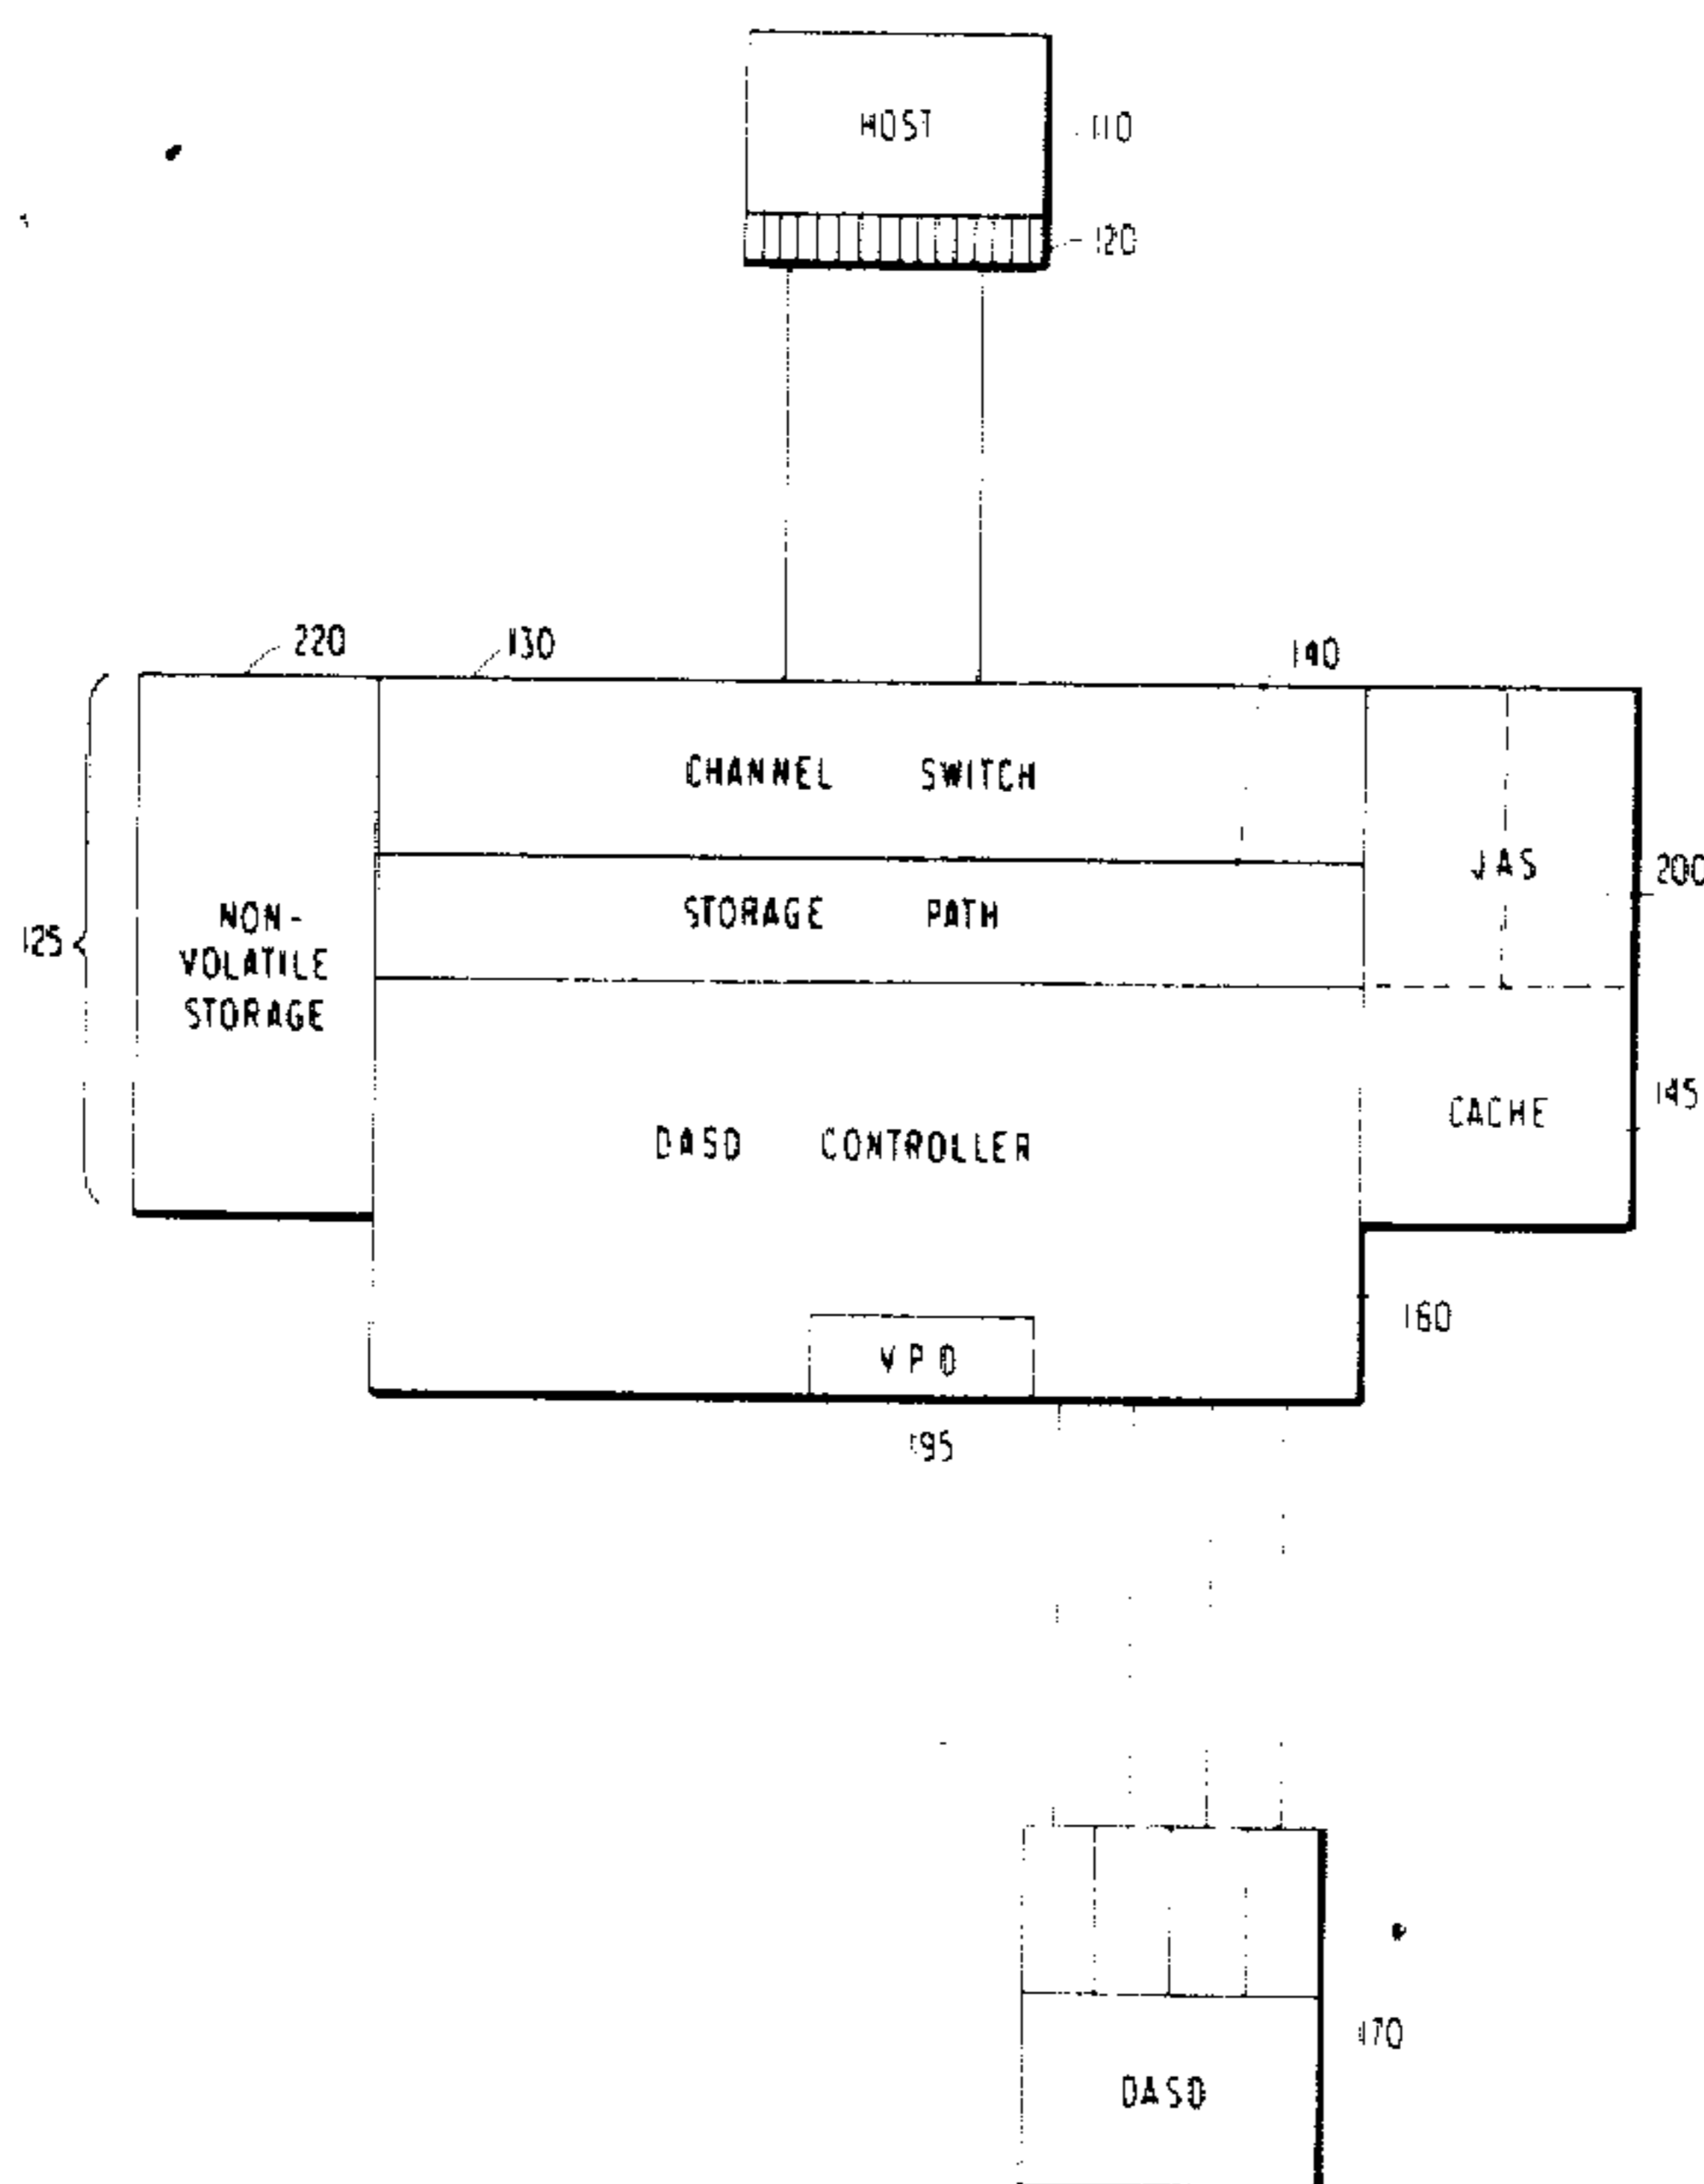 HOST
110
120
220
130
140
CHANNEL SWITCH
JAS
200
STORAGE PATH
NON-
VOLATILE
STORAGE
125
145
CACHE
DASD CONTROLLER
160
VPD
195
170
DASD